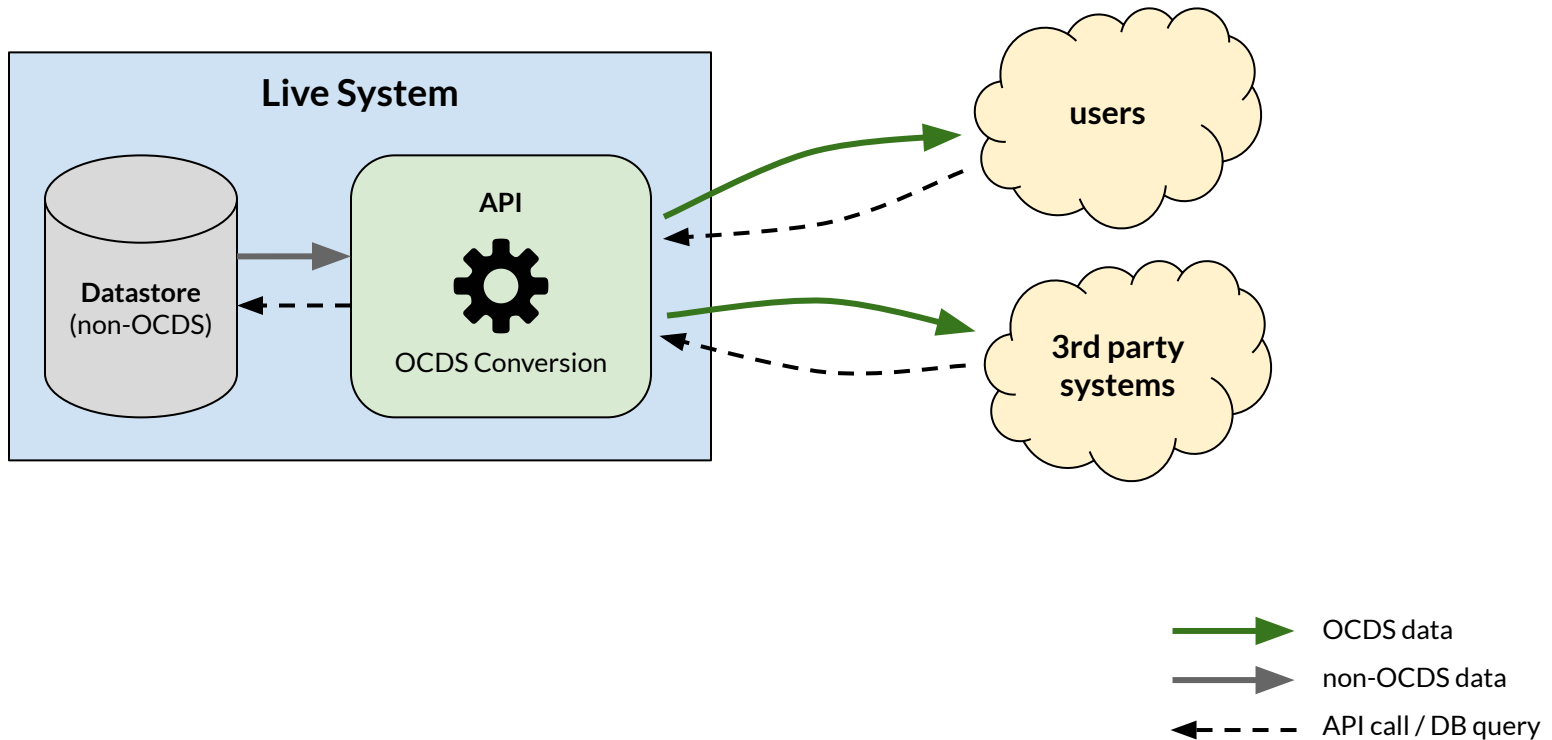 Live System
users
API
Datastore
(non-OCDS)
OCDS Conversion
3rd party
systems
OCDS data
non-OCDS data
API call / DB query